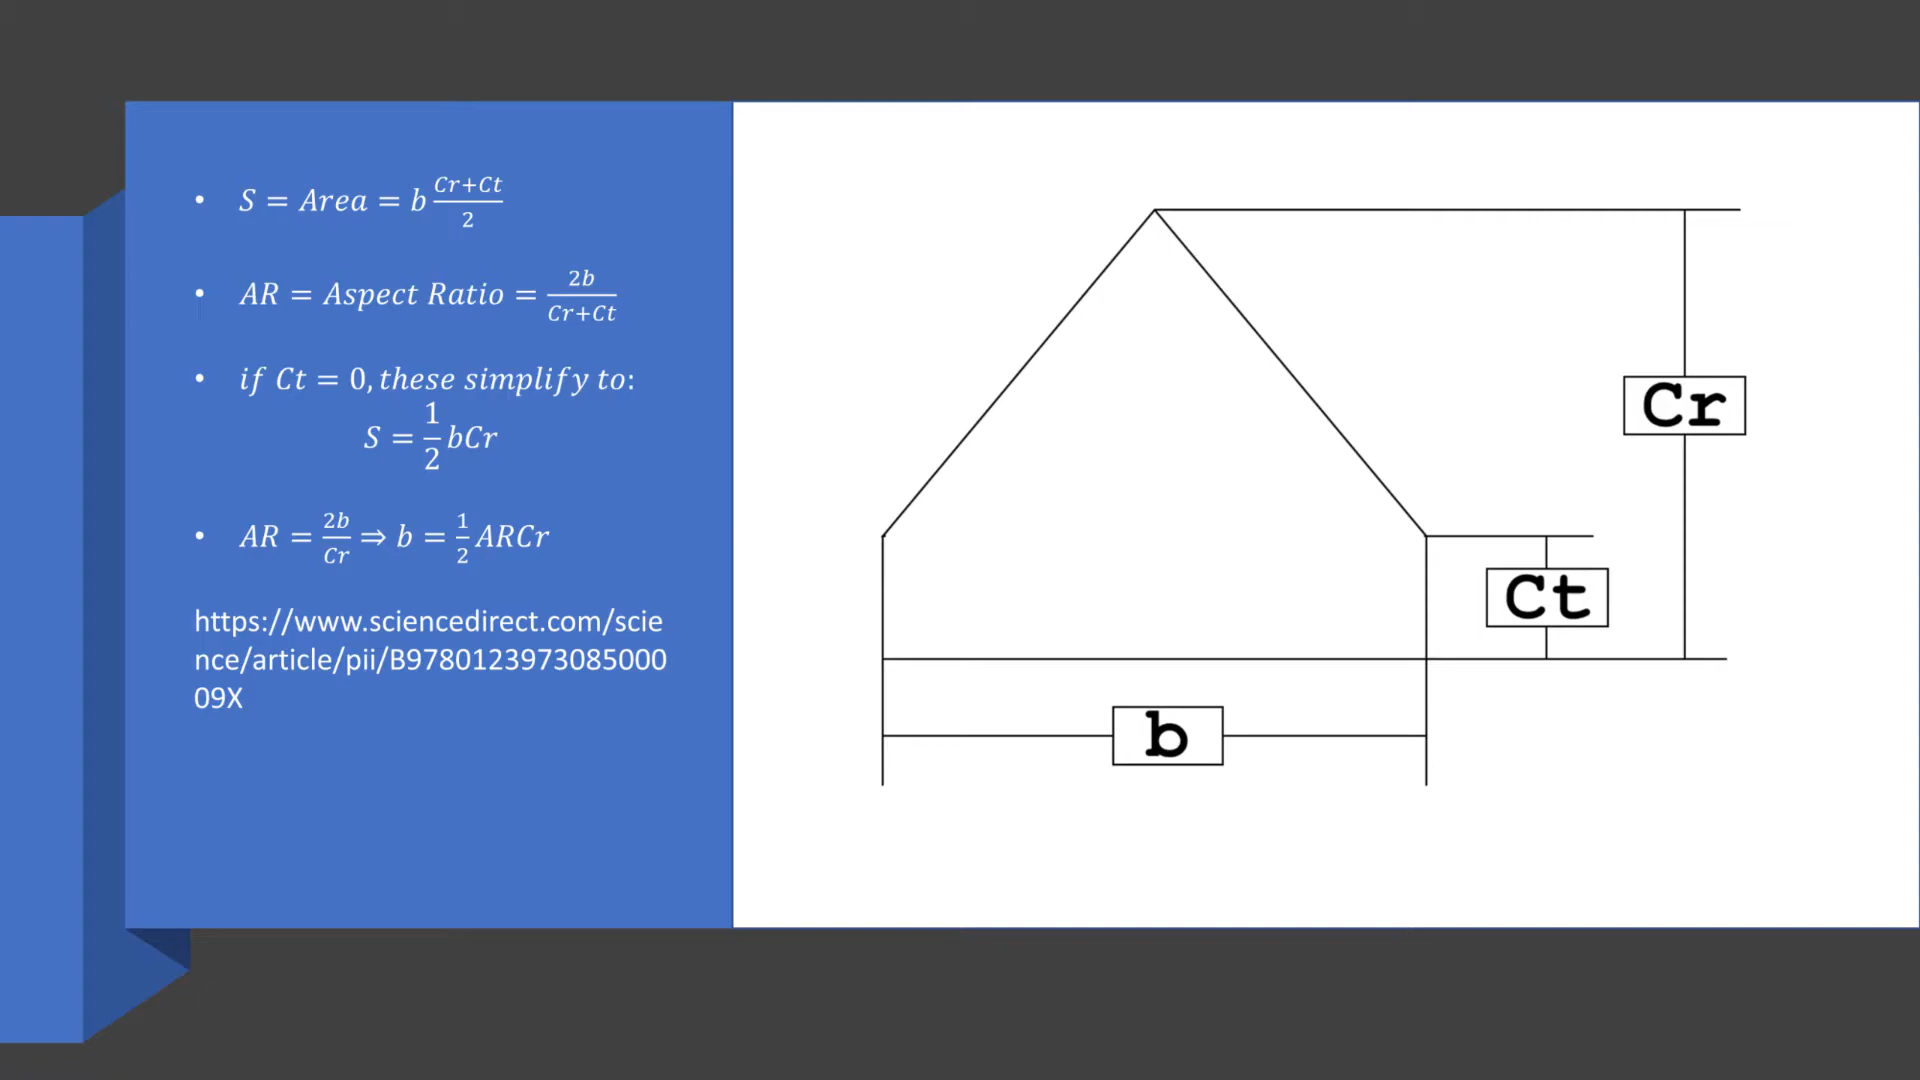 • S = Area = b (Cr+Ct)/2
• AR = Aspect Ratio = 2b/(Cr+Ct)
• if Ct = 0, these simplify to:
S = 1/2 bCr
• AR = 2b/Cr ⇒ b = 1/2 ARCr
https://www.sciencedirect.com/scie
nce/article/pii/B9780123973085000
09X
Cr
Ct
b